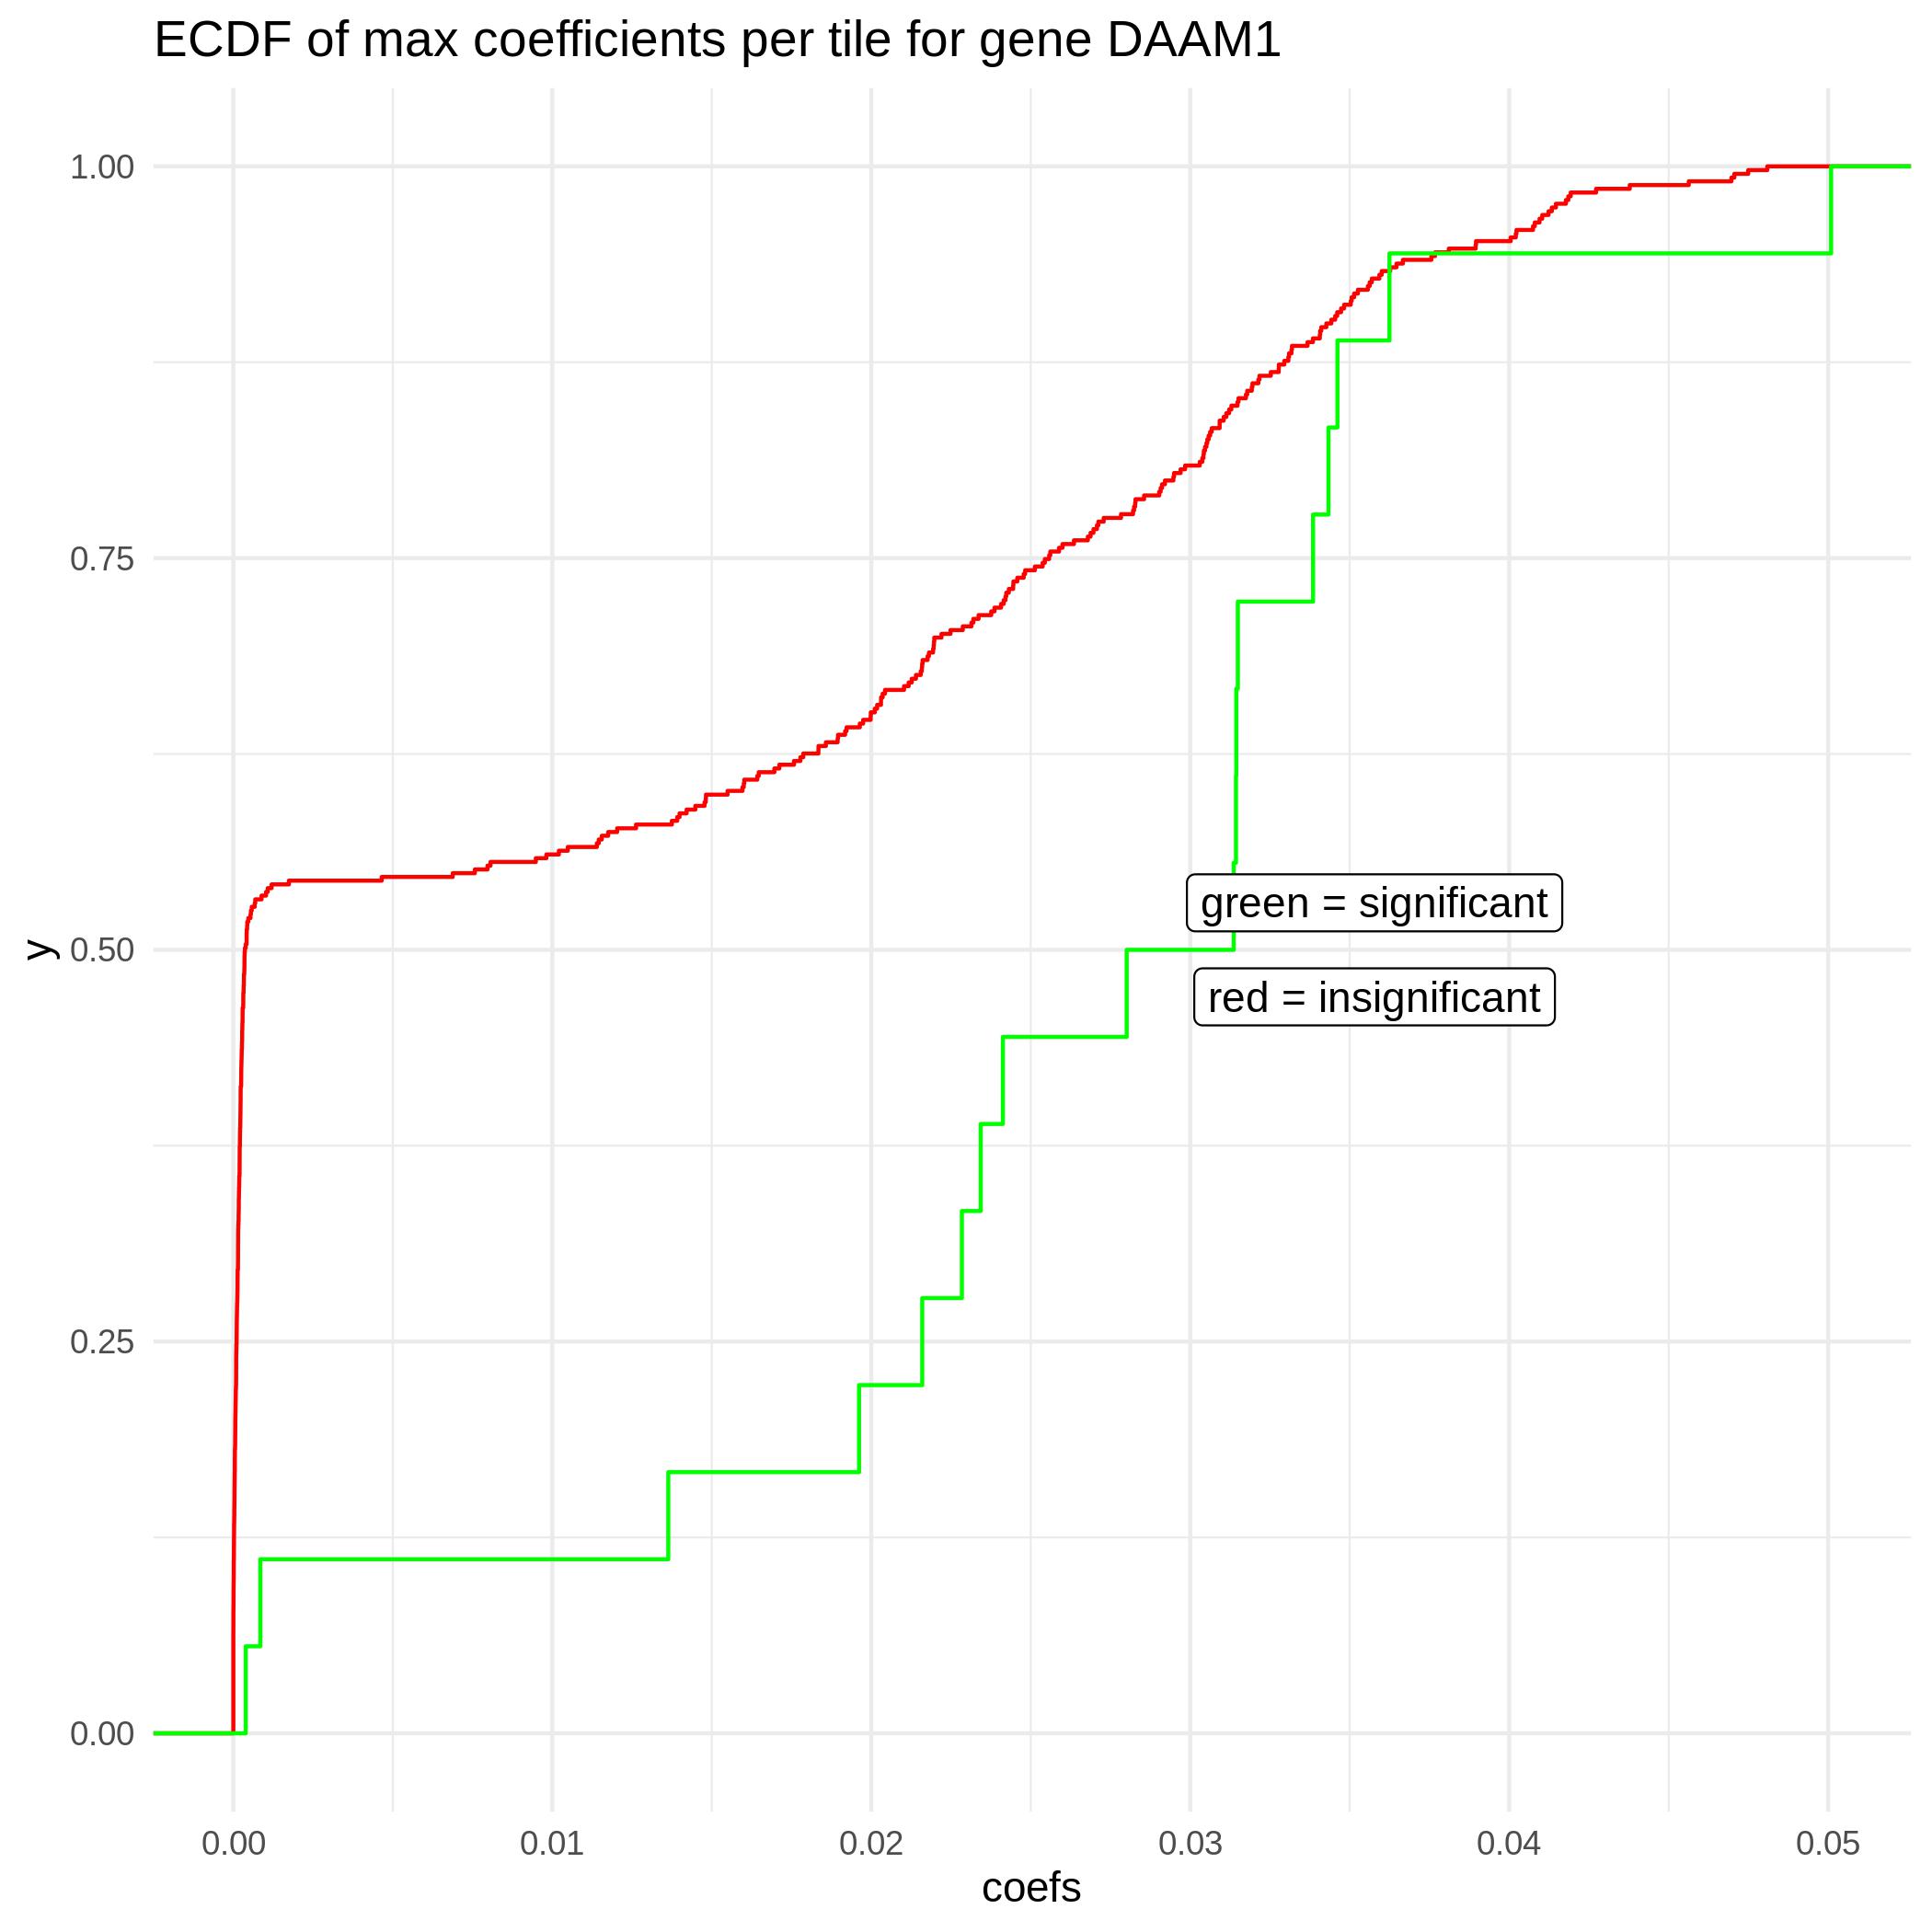 ECDF of max coefficients per tile for gene DAAM1
1.00
0.75
y
0.50
0.25
0.00
green = significant
red = insignificant
0.00 0.01 0.02 0.03 0.04 0.05
coefs